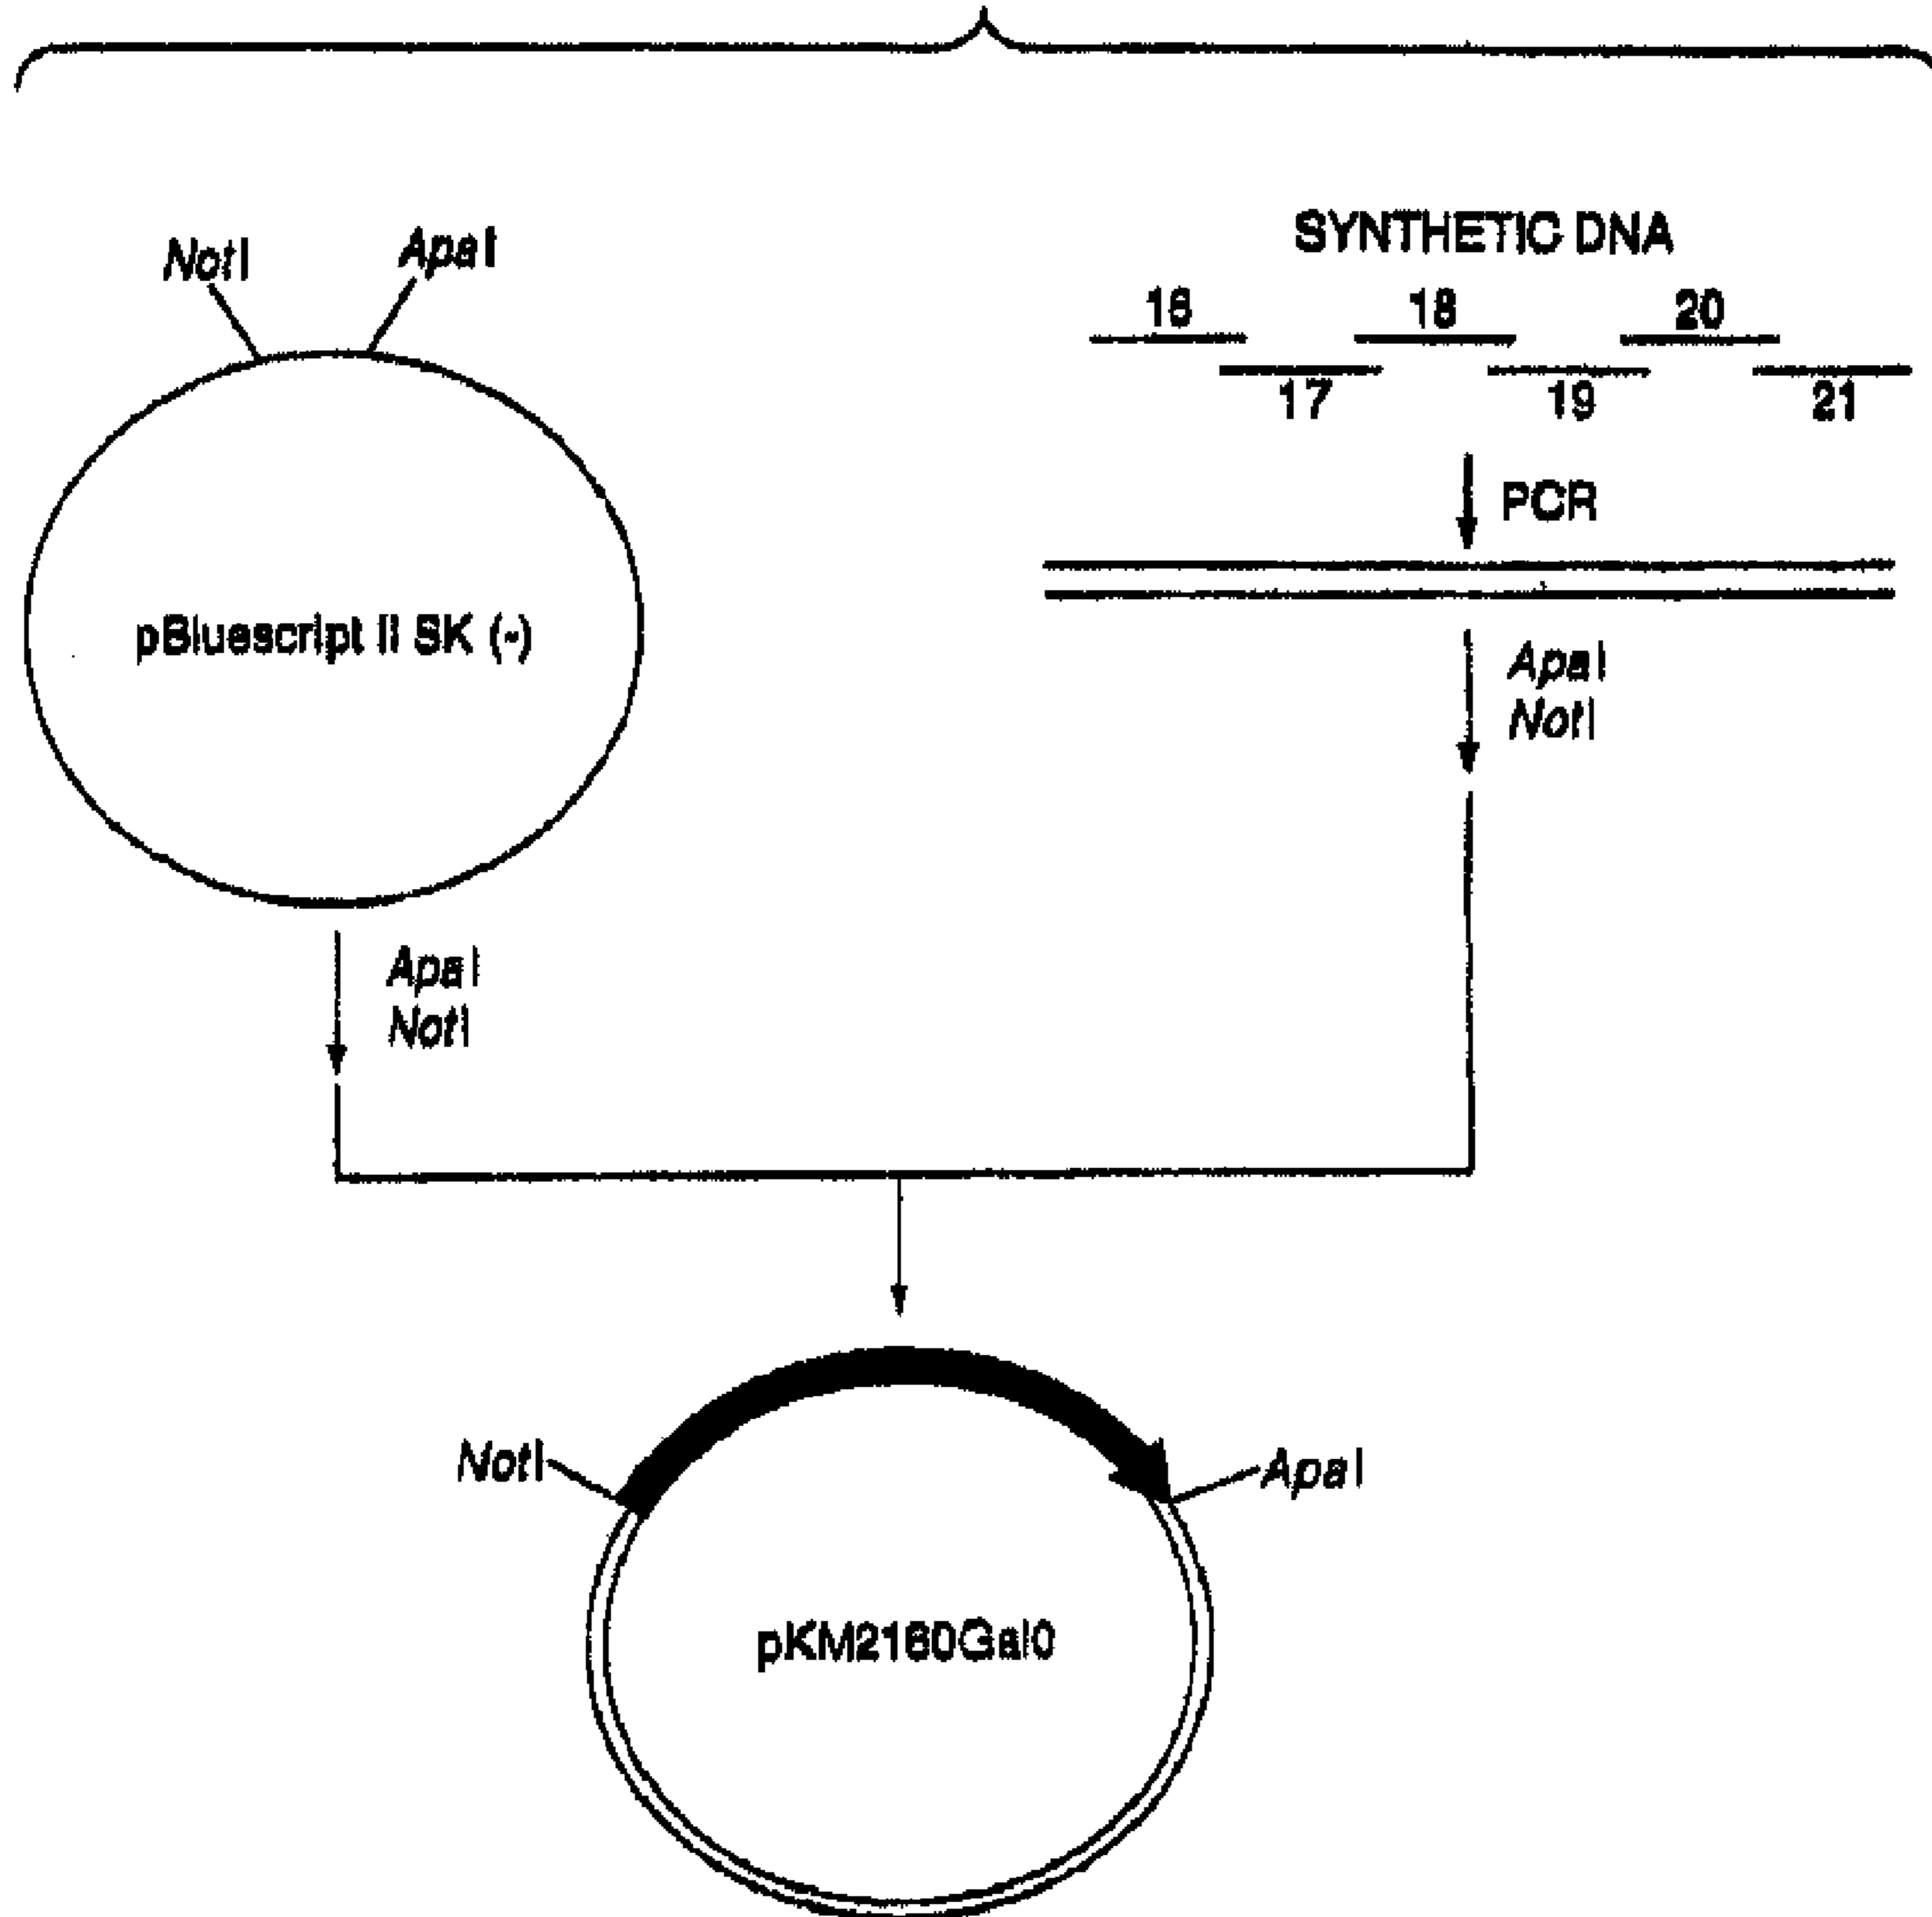 NotI
ApaI
pBluescript II SK (-)
ApaI
NotI
SYNTHETIC DNA
16
18
20
17
19
21
PCR
ApaI
NotI
NotI
ApaI
pKM2160Gal0